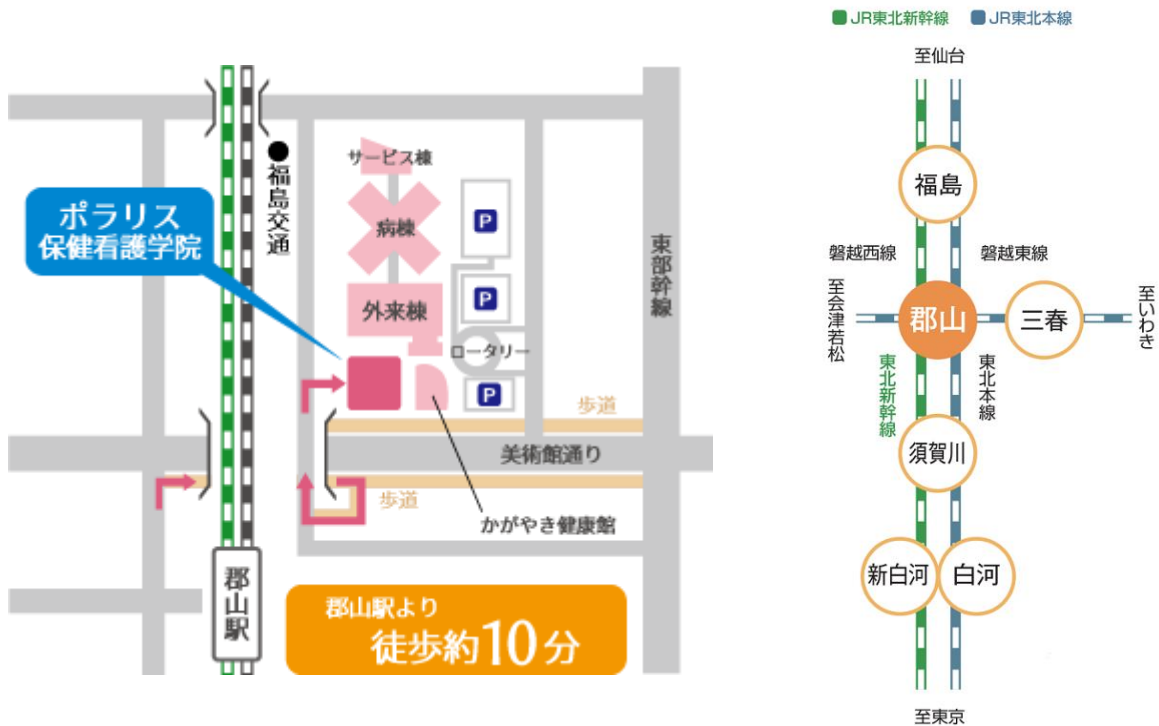 サービス棟
福島交通
ポラリス
保健看護学院
病棟
P
東部幹線
P
外来棟
ロータリー
P
歩道
美術館通り
歩道
かがやき健康館
郡山駅
郡山駅より
徒歩約10分
JR東北新幹線
JR東北本線
至仙台
福島
磐越西線
磐越東線
至会津若松
郡山
三春
至いわき
東北新幹線
東北本線
須賀川
新白河
白河
至東京